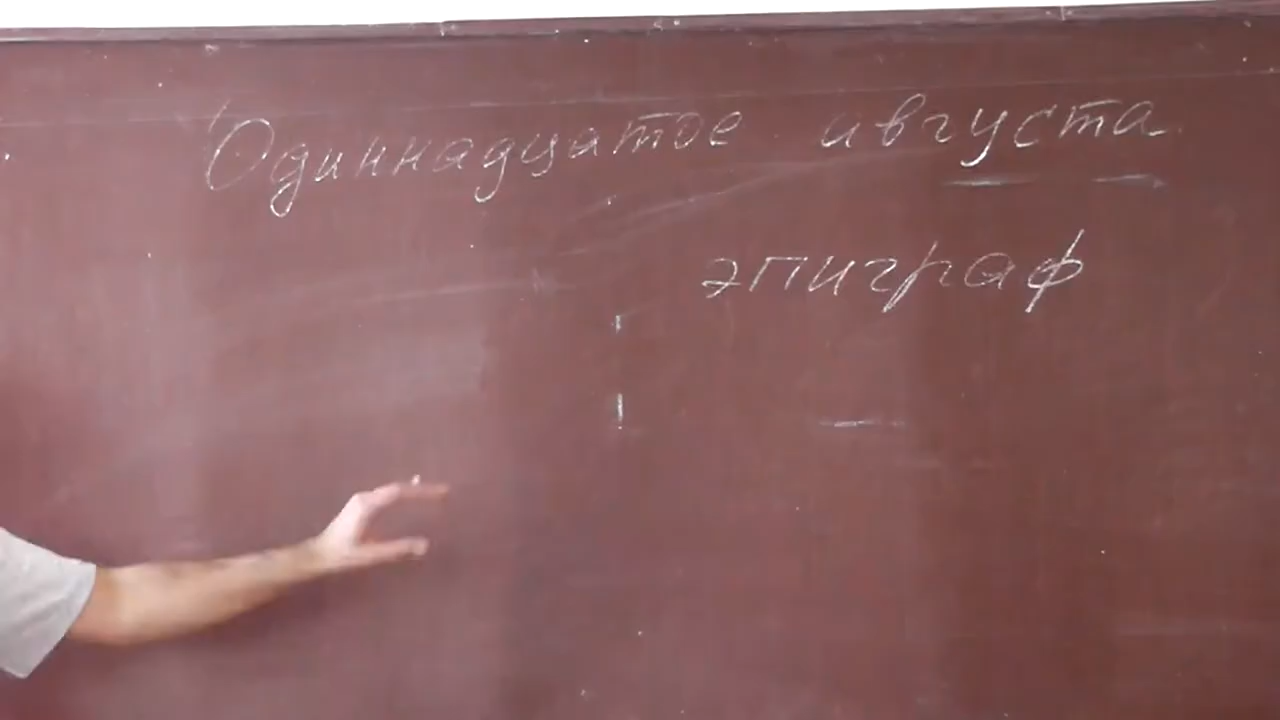 Одиннадцатое августа
эпиграф